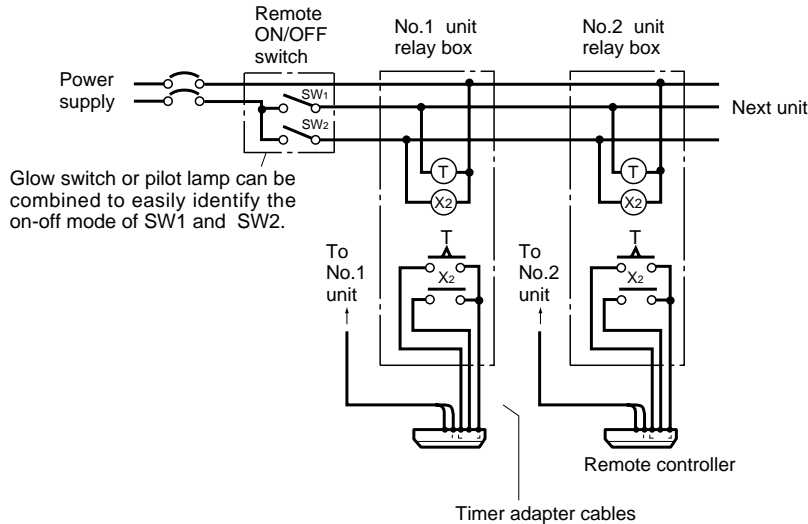 Remote
ON/OFF
switch
No.1 unit
relay box
No.2 unit
relay box
Power
supply
SW1
SW2
Next unit
T
X2
T
X2
Glow switch or pilot lamp can be
combined to easily identify the
on-off mode of SW1 and SW2.
To
No.1
unit
T
X2
To
No.2
unit
T
X2
Remote controller
Timer adapter cables